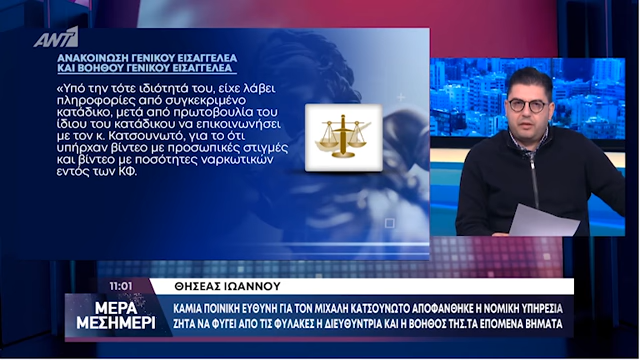 ΑΝΤ1
ΑΝΑΚΟΙΝΩΣΗ ΓΕΝΙΚΟΥ ΕΙΣΑΓΓΕΛΕΑ
ΚΑΙ ΒΟΗΘΟΥ ΓΕΝΙΚΟΥ ΕΙΣΑΓΓΕΛΕΑ
«Υπό την τότε ιδιότητά του, είχε λάβει
πληροφορίες από συγκεκριμένο
κατάδικο, μετά από πρωτοβουλία του
ίδιου του κατάδικου να επικοινωνήσει
με τον κ. Κατσουνωτό, για το ότι
υπήρχαν βίντεο με προσωπικές στιγμές
και βίντεο με ποσότητες ναρκωτικών
εντός των ΚΦ.
11:01
ΘΗΣΕΑΣ ΙΩΑΝΝΟΥ
ΜΕΡΑ
ΜΕΣΗΜΕΡΙ
ΚΑΜΙΑ ΠΟΙΝΙΚΗ ΕΥΘΥΝΗ ΓΙΑ ΤΟΝ ΜΙΧΑΛΗ ΚΑΤΣΟΥΝΩΤΟ ΑΠΟΦΑΝΘΗΚΕ Η ΝΟΜΙΚΗ ΥΠΗΡΕΣΙΑ
ΖΗΤΑ ΝΑ ΦΥΓΕΙ ΑΠΟ ΤΙΣ ΦΥΛΑΚΕΣ Η ΔΙΕΥΘΥΝΤΡΙΑ ΚΑΙ Η ΒΟΗΘΟΣ ΤΗΣ.ΤΑ ΕΠΟΜΕΝΑ ΒΗΜΑΤΑ